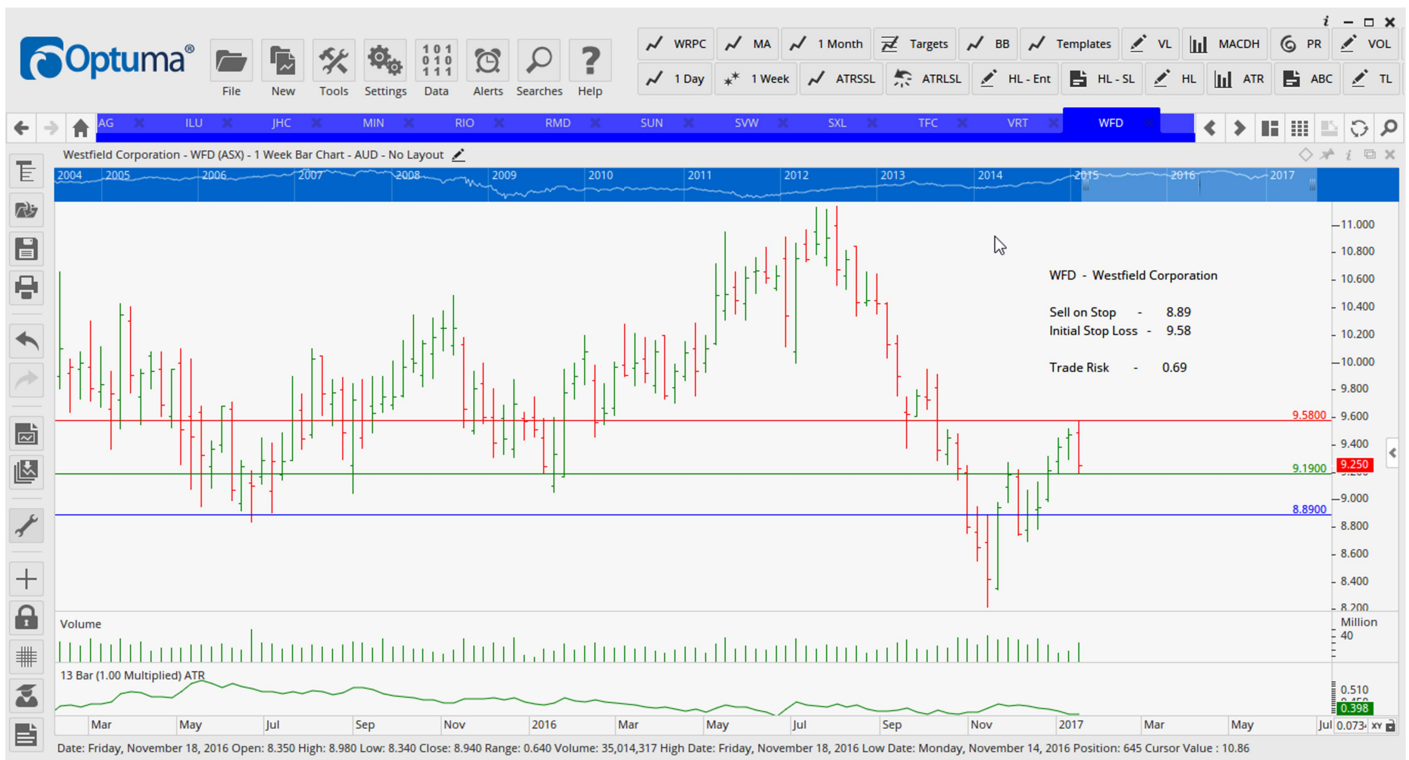 Optuma®
File New Tools Settings Data Alerts Searches Help
WRPC MA 1 Month Targets BB Templates VL MACDH PR VOL
1 Day 1 Week ATRSSL ATRLSL HL - Ent HL - SL HL ATR ABC TL
AG ILU JHC MIN RIO RMD SUN SVW SXL TFC VRT WFD
Westfield Corporation - WFD (ASX) - 1 Week Bar Chart - AUD - No Layout
2004 2005 2006 2007 2008 2009 2010 2011 2012 2013 2014 2015 2016 2017
11.000
10.800
WFD - Westfield Corporation
10.600
10.400
Sell on Stop - 8.89
Initial Stop Loss - 9.58
10.200
10.000
Trade Risk - 0.69
9.800
9.600
9.5800
9.400
9.250
9.1900
9.000
8.8900
8.800
8.600
8.400
8.200
Volume
Million
40
13 Bar (1.00 Multiplied) ATR
0.510
0.398
Mar May Jul Sep Nov 2016 Mar May Jul Sep Nov 2017 Mar May Jul 0.073 XY
Date: Friday, November 18, 2016 Open: 8.350 High: 8.980 Low: 8.340 Close: 8.940 Range: 0.640 Volume: 35,014,317 High Date: Friday, November 18, 2016 Low Date: Monday, November 14, 2016 Position: 645 Cursor Value : 10.86